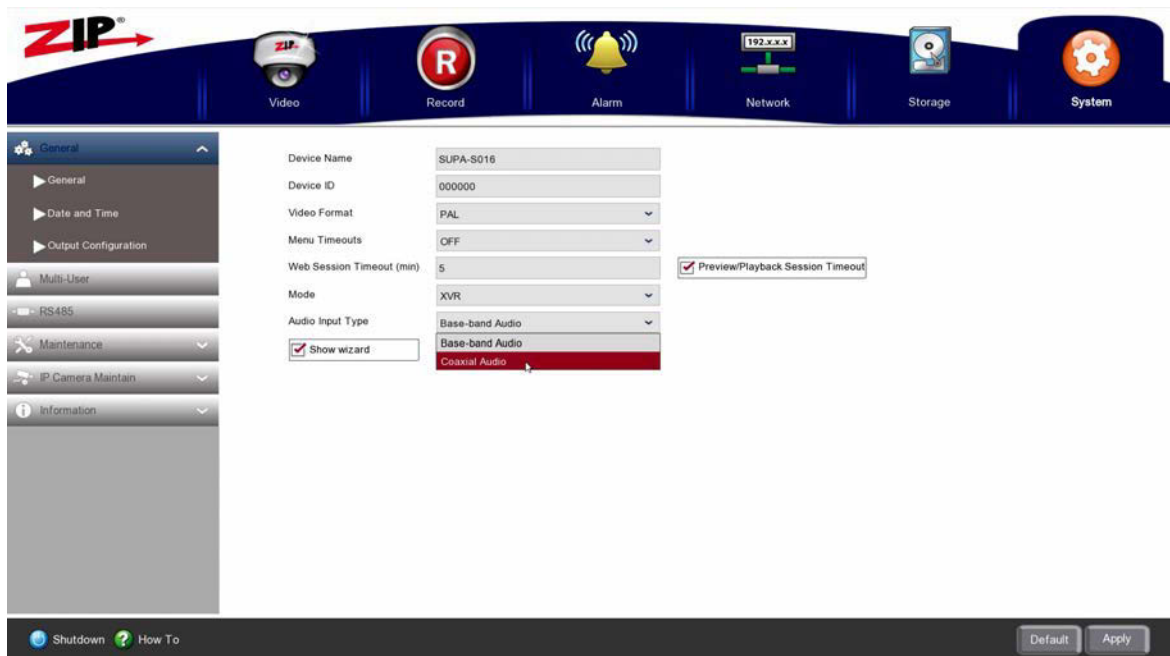 ZIP®
ZIP
R
192.x.x.x
Video
Record
Alarm
Network
Storage
System
General
General
Date and Time
Output Configuration
Multi-User
RS485
Maintenance
IP Camera Maintain
Information
Device Name SUPA-S016
Device ID 000000
Video Format PAL
Menu Timeouts OFF
Web Session Timeout (min) 5 Preview/Playback Session Timeout
Mode XVR
Audio Input Type Base-band Audio
Base-band Audio
Show wizard
Coaxial Audio
Shutdown ? How To
Default
Apply